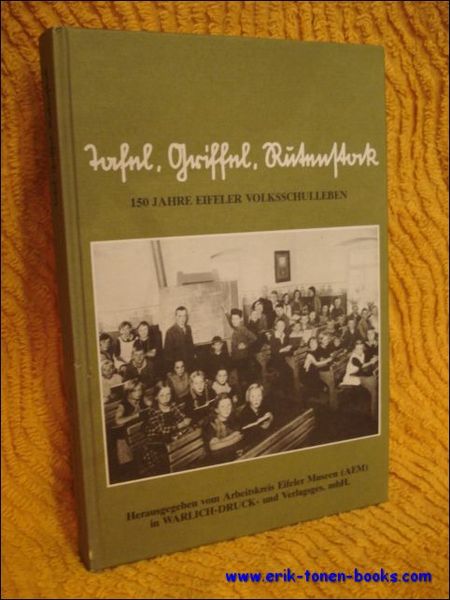 Tafel, Griffel, Rutenstock
150 JAHRE EIFELER VOLKSSCHULLEBEN
Herausgegeben vom Arbeitskreis Eifeler Museen (AEM)
in WARLICH-DRUCK- und Verlagsges. mbH.
www.erik-tonen-books.com